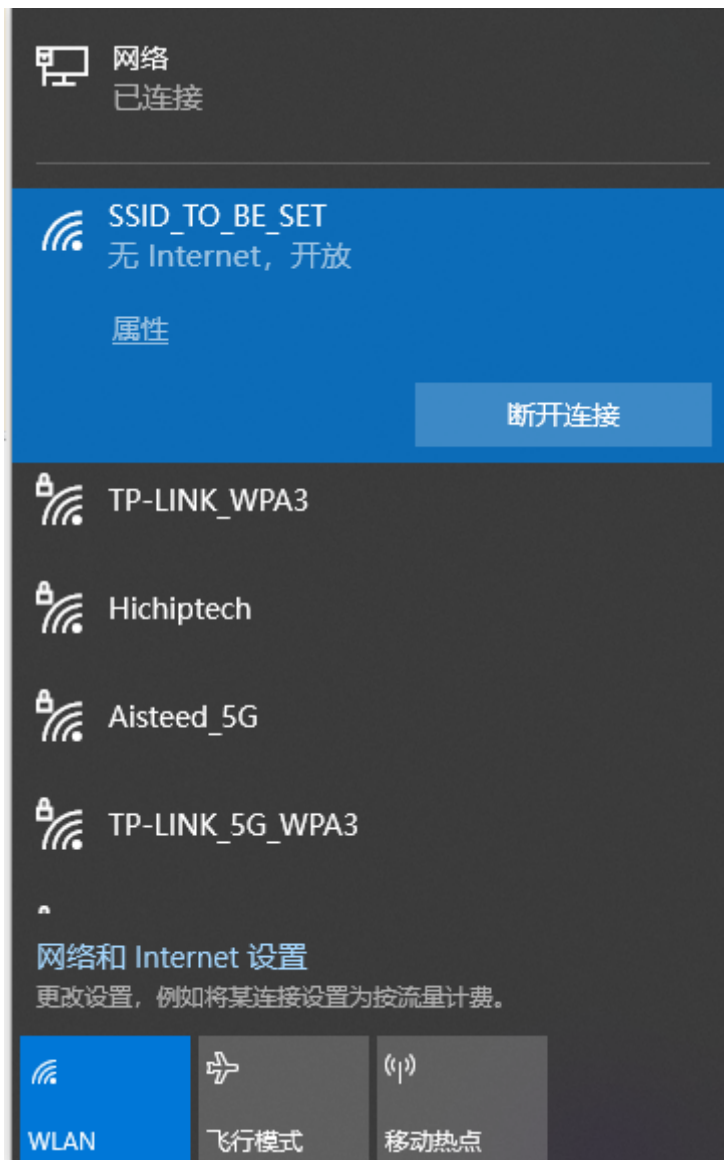 网络
已连接
SSID_TO_BE_SET
无 Internet，开放
属性
断开连接
TP-LINK_WPA3
Hichiptech
Aisteed_5G
TP-LINK_5G_WPA3
网络和 Internet 设置
更改设置，例如将某连接设置为按流量计费。
WLAN
飞行模式
移动热点